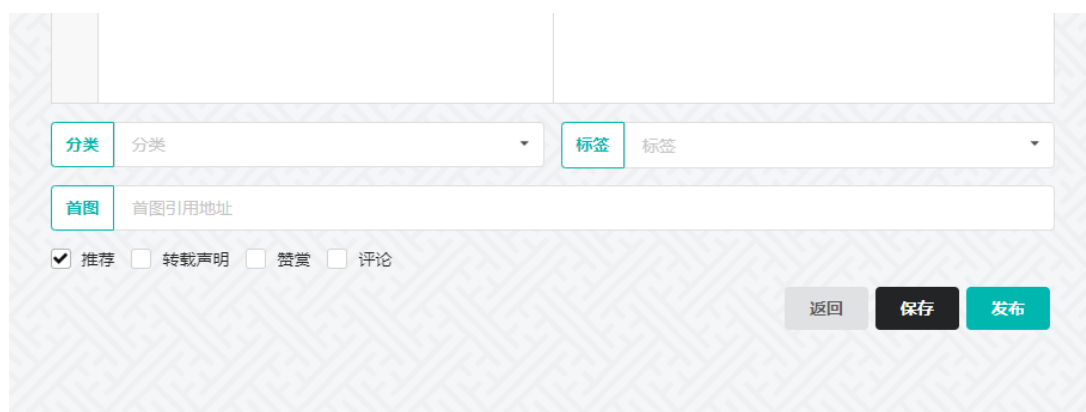 分类 分类 标签 标签
首图 首图引用地址
推荐 转载声明 赞赏 评论
返回 保存 发布